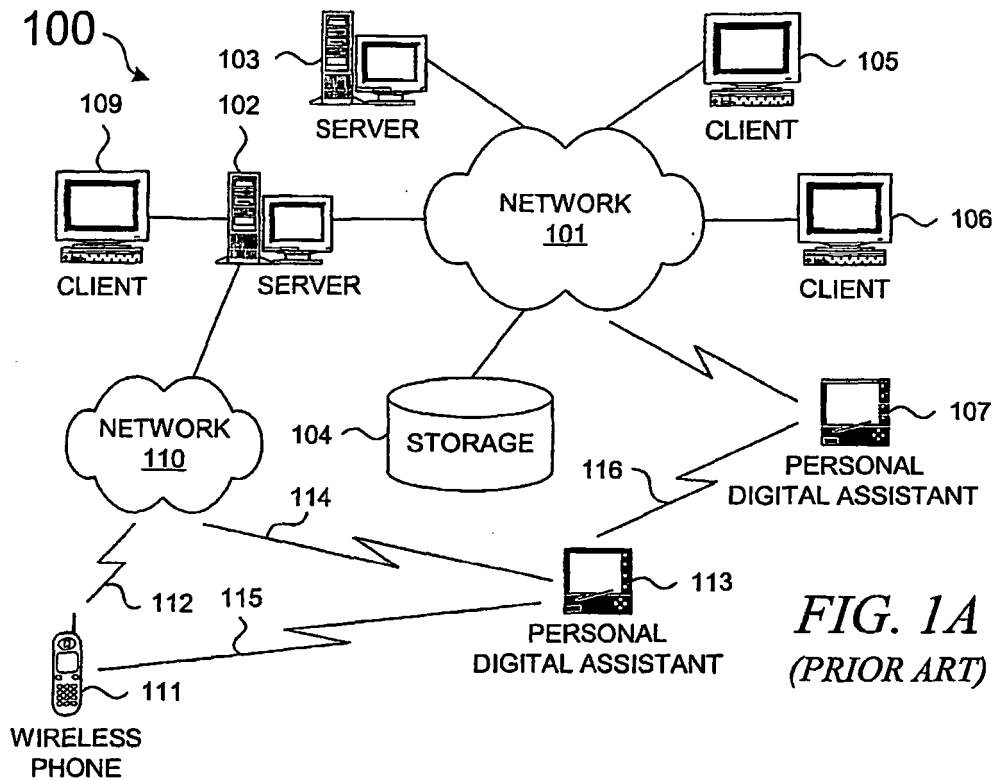 100
103
SERVER
105
CLIENT
109
CLIENT
102
SERVER
NETWORK
101
106
CLIENT
NETWORK
110
104
STORAGE
107
PERSONAL
DIGITAL ASSISTANT
116
114
112
115
113
PERSONAL
DIGITAL ASSISTANT
111
WIRELESS
PHONE
FIG. 1A
(PRIOR ART)